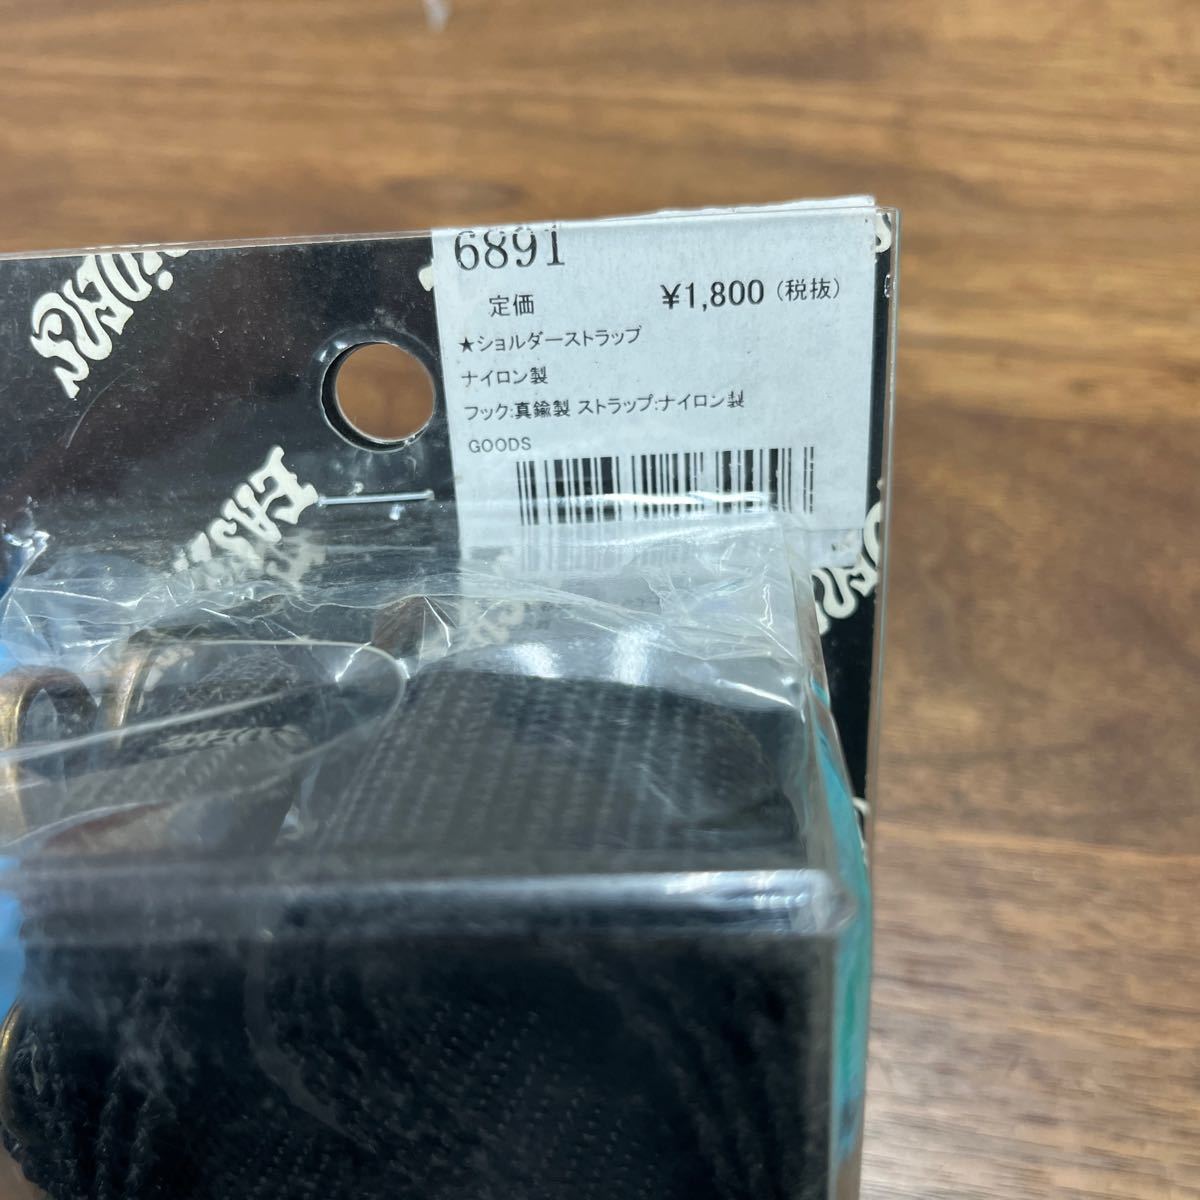 6891
定価 ¥1,800(税抜)
★ショルダーストラップ
ナイロン製
フック:真鍮製 ストラップ:ナイロン製
GOODS